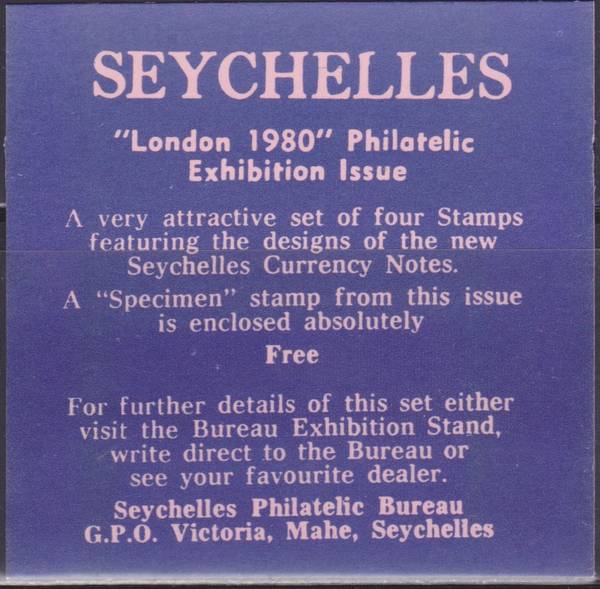 SEYCHELLES
"London 1980" Philatelic
Exhibition Issue
A very attractive set of four Stamps
featuring the designs of the new
Seychelles Currency Notes.
A "Specimen" stamp from this issue
is enclosed absolutely
Free
For further details of this set either
visit the Bureau Exhibition Stand,
write direct to the Bureau or
see your favourite dealer.
Seychelles Philatelic Bureau
G.P.O. Victoria, Mahe, Seychelles